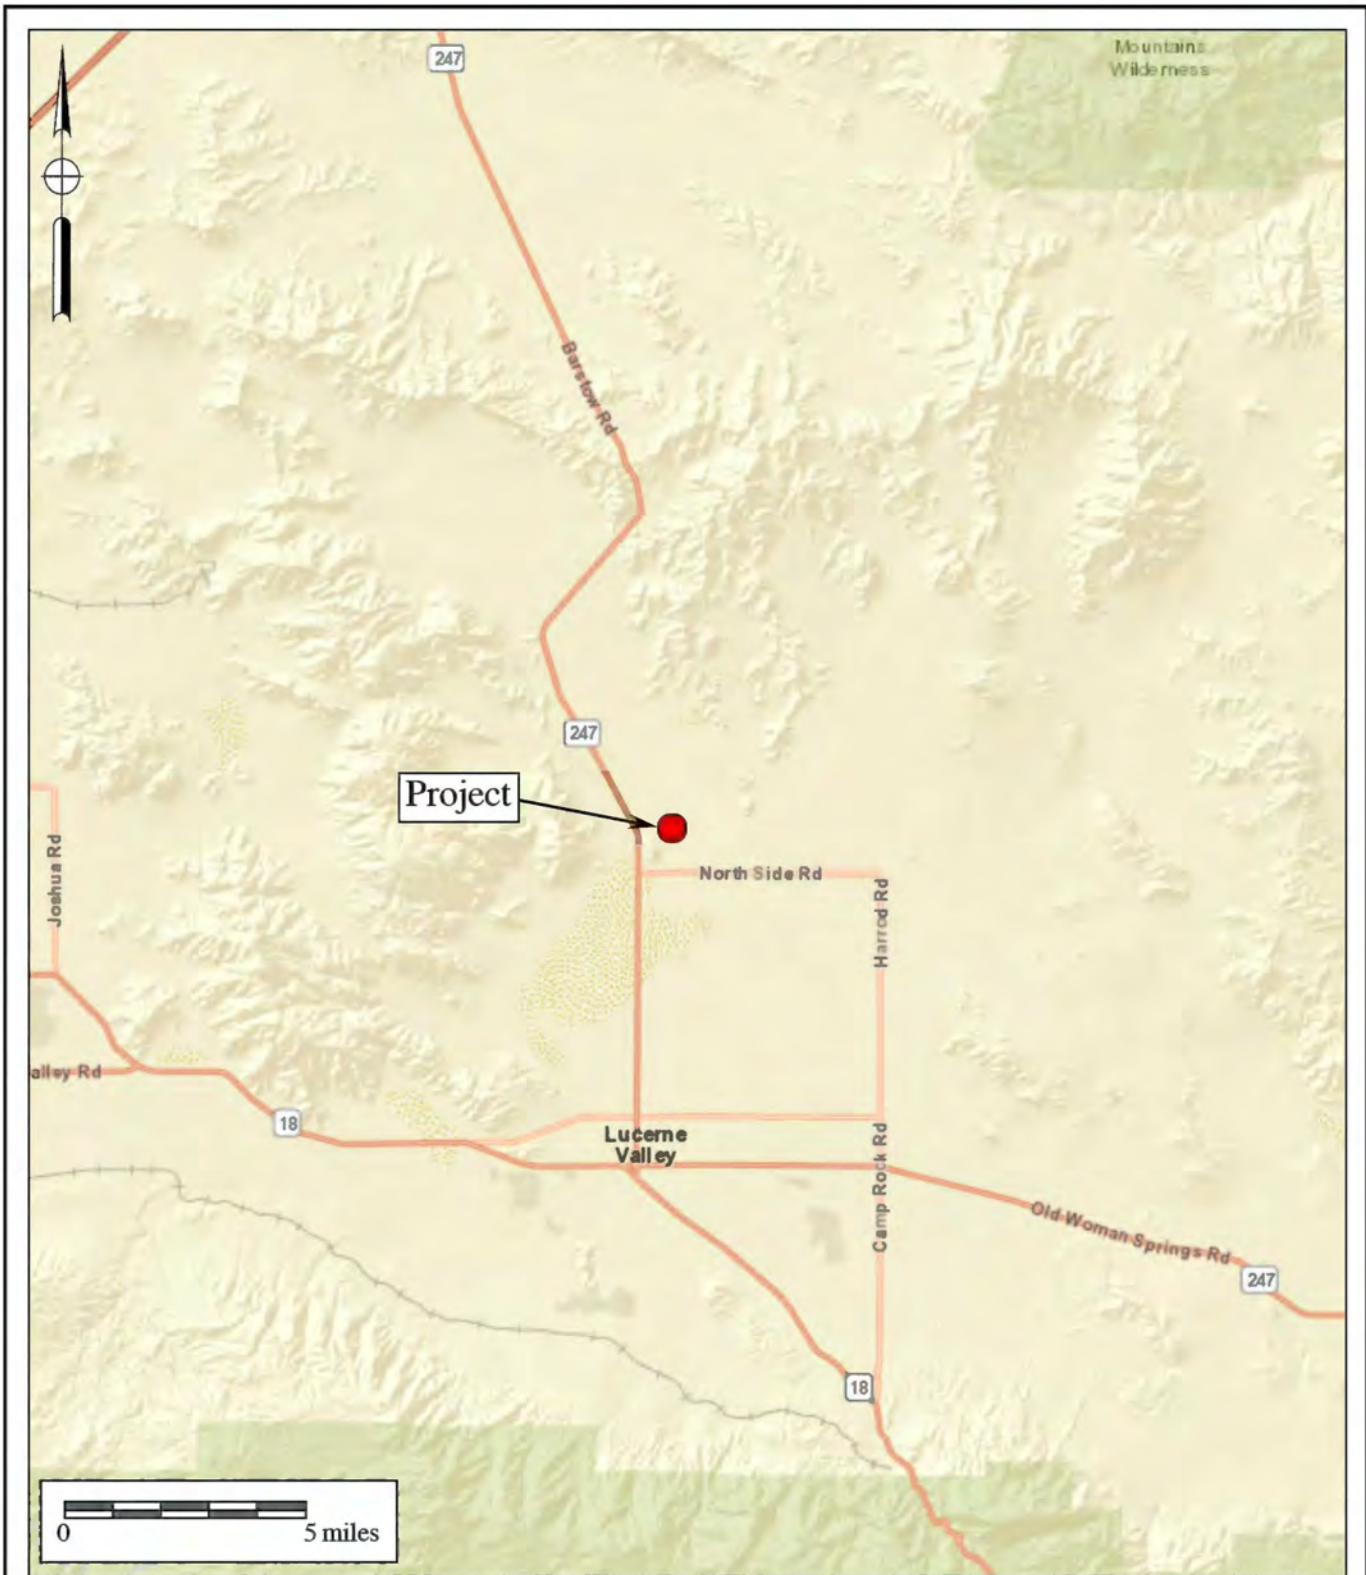 Mountains
Wilderness
247
Barstow Rd
247
Project
North Side Rd
Joshua Rd
Harrod Rd
alley Rd
18
Lucerne
Valley
Camp Rock Rd
Old Woman Springs Rd
247
18
0 5 miles